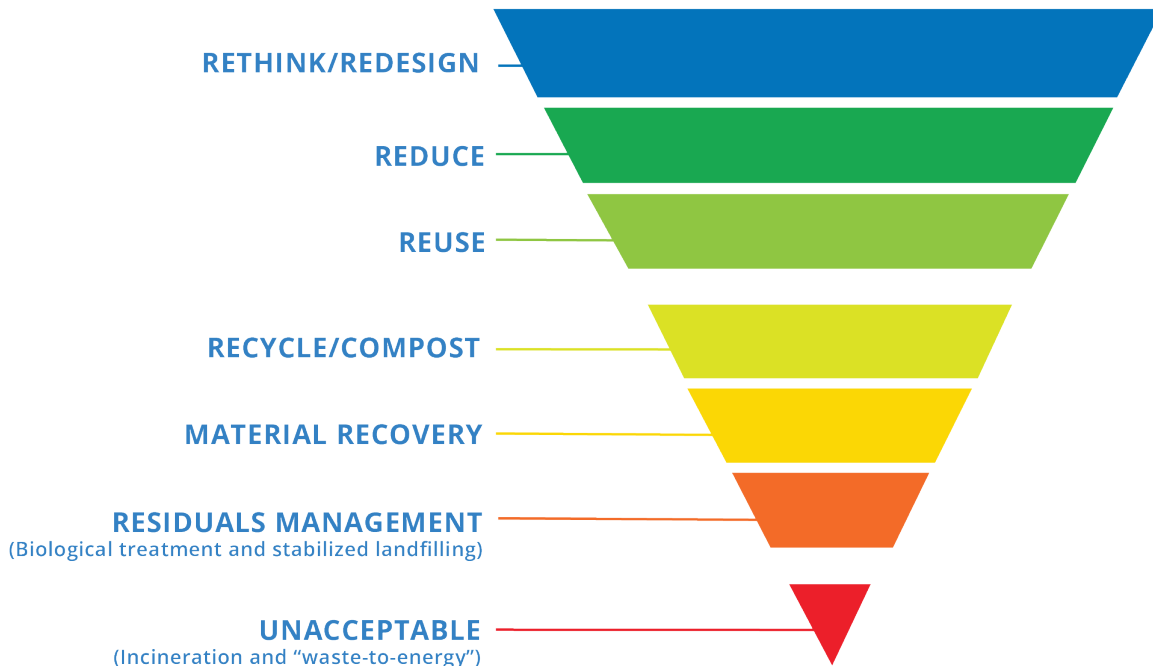 RETHINK/REDESIGN
REDUCE
REUSE
RECYCLE/COMPOST
MATERIAL RECOVERY
RESIDUALS MANAGEMENT
(Biological treatment and stabilized landfilling)
UNACCEPTABLE
(Incineration and “waste-to-energy”)